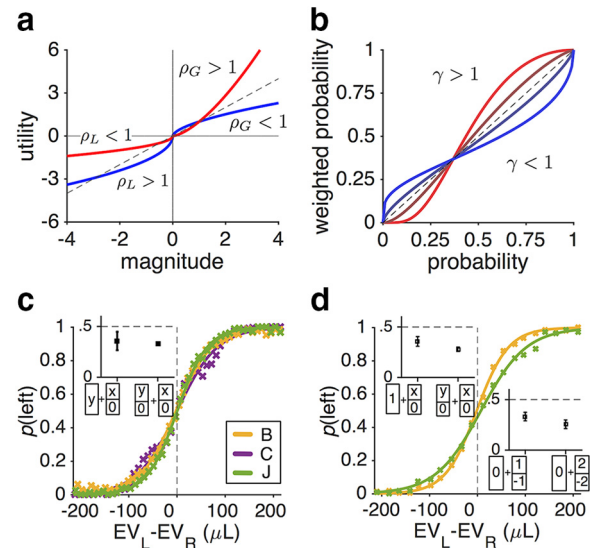 a
6
3
0
-3
-6
utility
ρG > 1
ρL < 1
ρG < 1
ρL > 1
-4
-2
0
2
4
magnitude
b
1
0.75
0.50
0.25
0
weighted probability
γ > 1
γ < 1
0
0.25
0.50
0.75
1
probability
c
1
0.8
0.6
0.4
0.2
0
p(left)
.5
0
y + x/0
y/0 + x/0
B
C
J
-200
-100
0
100
200
EVL-EVR (μL)
d
1
0.8
0.6
0.4
0.2
0
p(left)
.5
0
1 + x/0
y/0 + x/0
.5
0
0 + 1/-1
0 + 2/-2
-200
-100
0
100
200
EVL-EVR (μL)